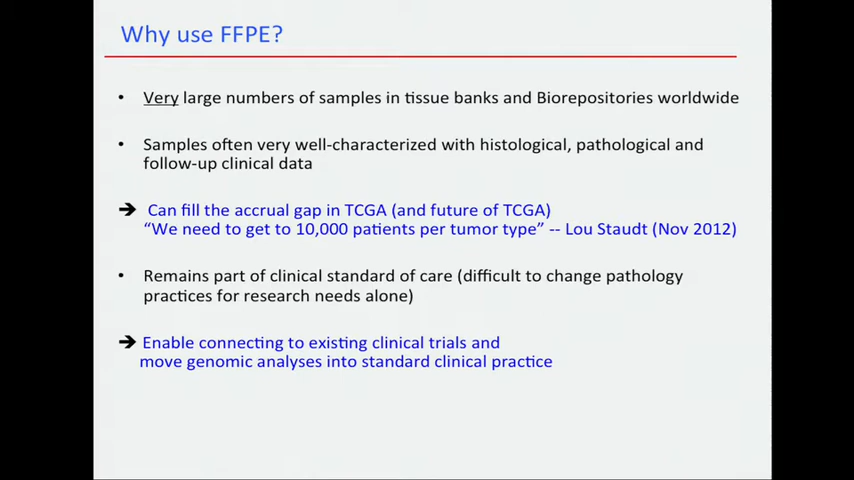 Why use FFPE?
• Very large numbers of samples in tissue banks and Biorepositories worldwide
• Samples often very well-characterized with histological, pathological and
follow-up clinical data
➔ Can fill the accrual gap in TCGA (and future of TCGA)
“We need to get to 10,000 patients per tumor type” -- Lou Staudt (Nov 2012)
• Remains part of clinical standard of care (difficult to change pathology
practices for research needs alone)
➔ Enable connecting to existing clinical trials and
move genomic analyses into standard clinical practice